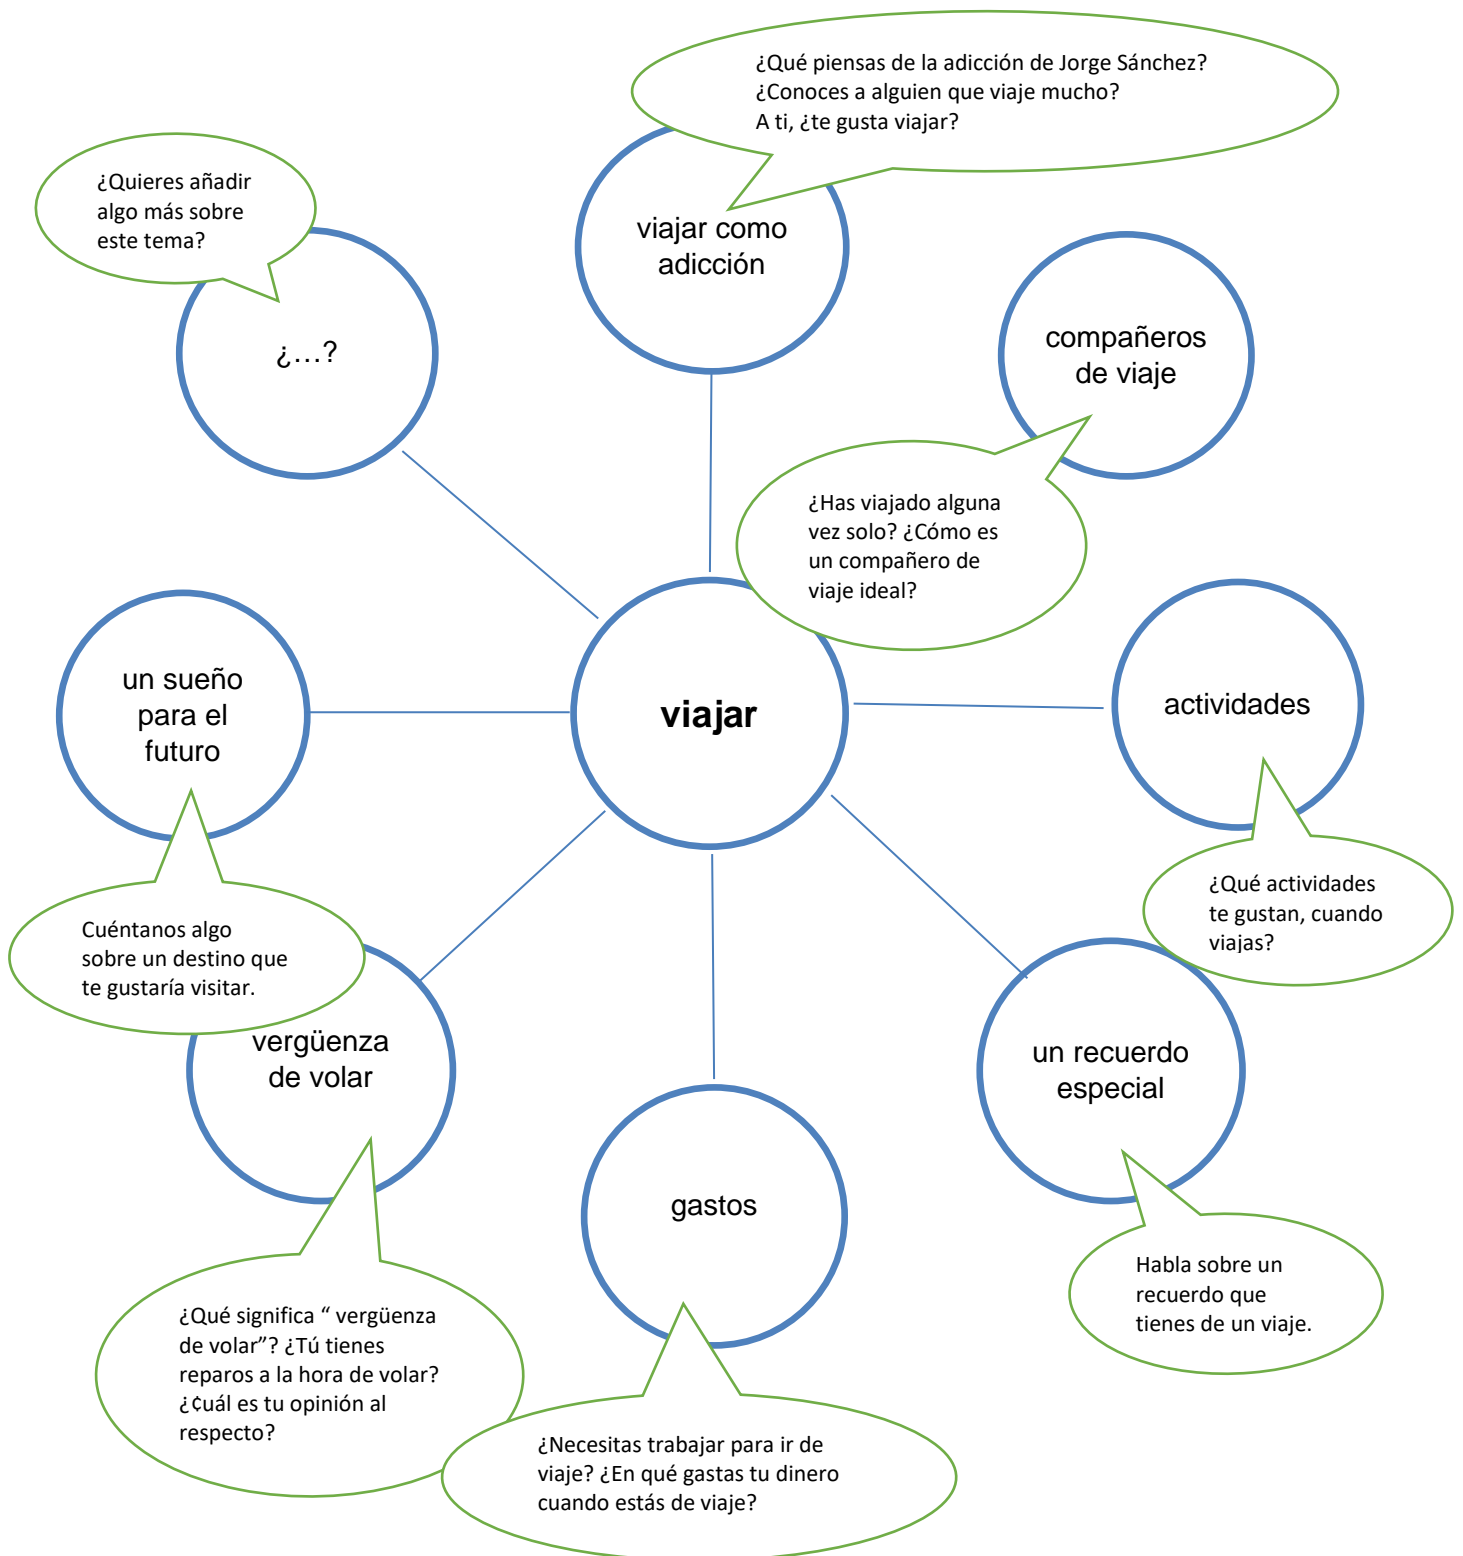 ¿Qué piensas de la adicción de Jorge Sánchez?
¿Conoces a alguien que viaje mucho?
A ti, ¿te gusta viajar?
¿Quieres añadir
algo más sobre
este tema?
viajar como
adicción
¿…?
compañeros
de viaje
¿Has viajado alguna
vez solo? ¿Cómo es
un compañero de
viaje ideal?
un sueño
para el
futuro
viajar
actividades
¿Qué actividades
te gustan, cuando
viajas?
Cuéntanos algo
sobre un destino que
te gustaría visitar.
vergüenza
de volar
un recuerdo
especial
gastos
Habla sobre un
recuerdo que
tienes de un viaje.
¿Qué significa “ vergüenza
de volar”? ¿Tú tienes
reparos a la hora de volar?
¿¢uál es tu opinión al
respecto?
¿Necesitas trabajar para ir de
viaje? ¿En qué gastas tu dinero
cuando estás de viaje?